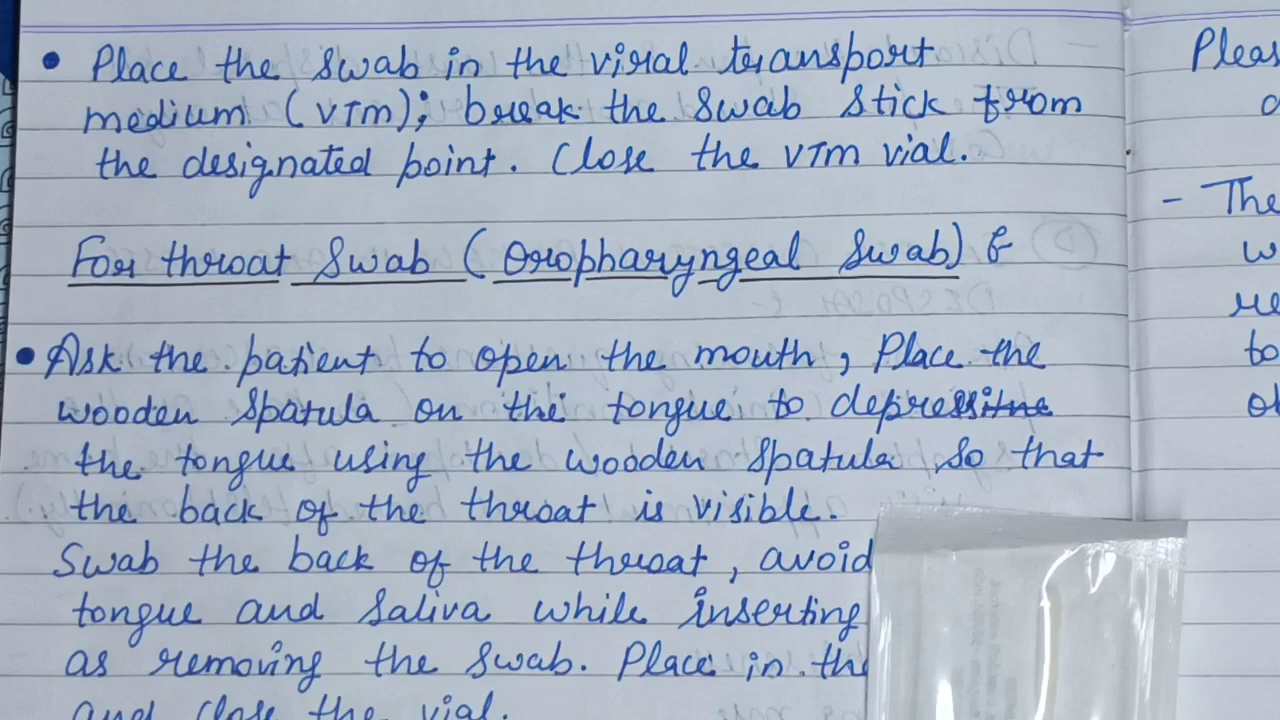 • Place the swab in the viral transport
medium (VTM); break the swab stick from
the designated point. Close the VTM vial.
For throat Swab (Oropharyngeal Swab) :-
• Ask the patient to open the mouth, Place the
wooden spatula on the tongue to depress
the tongue using the wooden spatula so that
the back of the throat is visible.
Swab the back of the throat, avoid
tongue and saliva while inserting
as removing the swab. Place in the
and close the vial.
- The
to